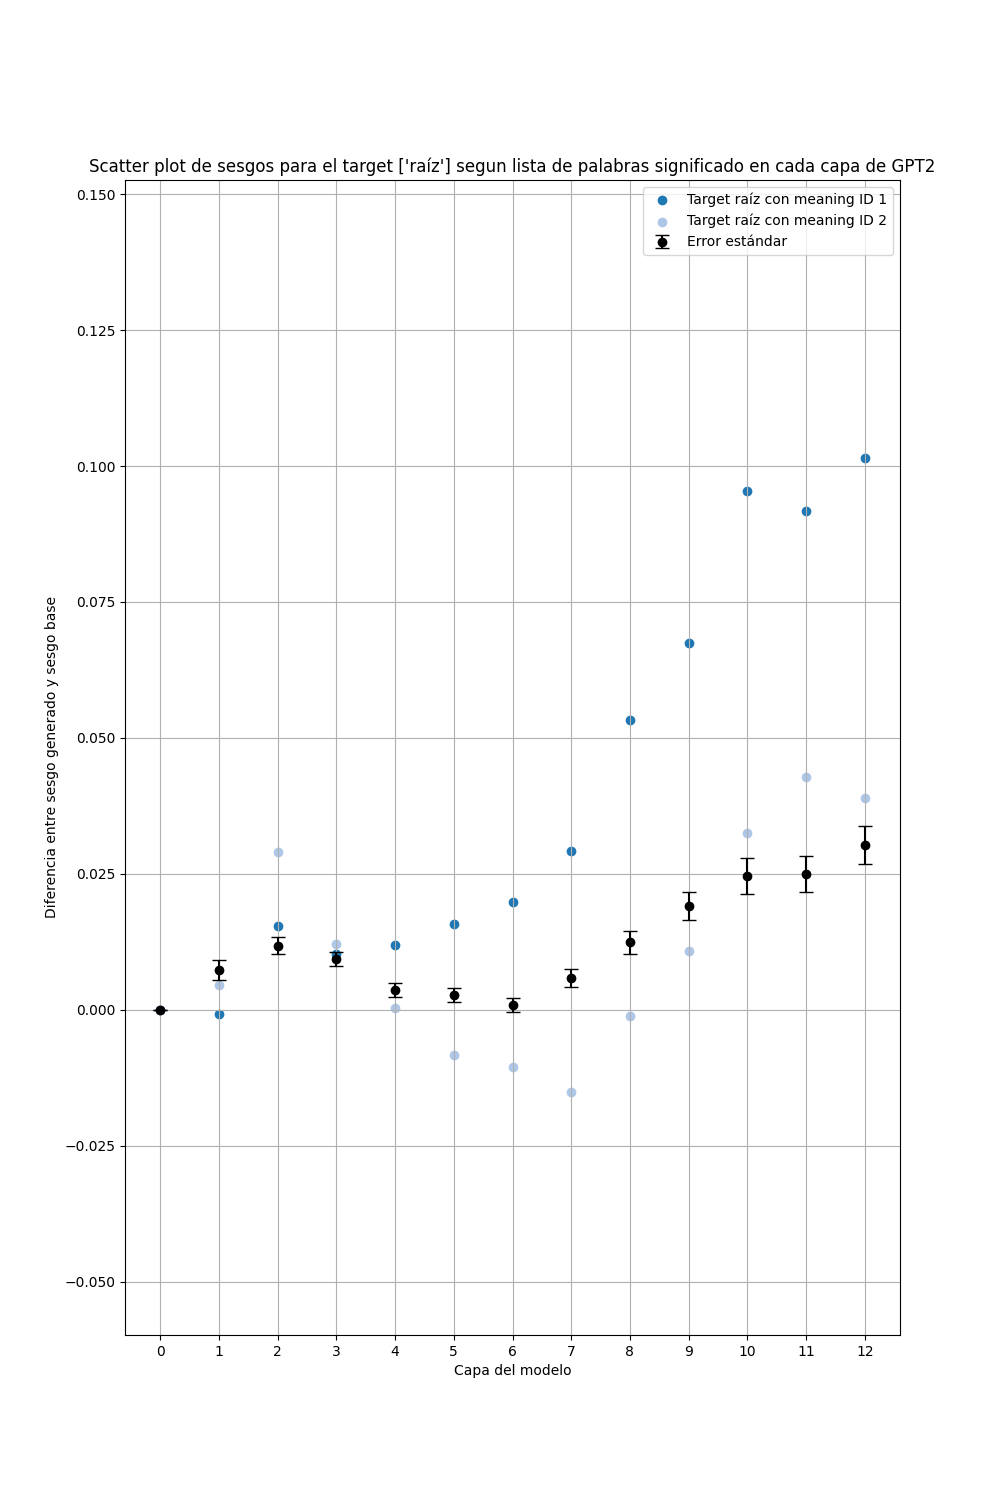 Scatter plot de sesgos para el target ['raíz'] segun lista de palabras significado en cada capa de GPT2
Target raíz con meaning ID 1
Target raíz con meaning ID 2
Error estándar
0.150
0.125
0.100
0.075
0.050
0.025
0.000
−0.025
−0.050
Diferencia entre sesgo generado y sesgo base
0 1 2 3 4 5 6 7 8 9 10 11 12
Capa del modelo